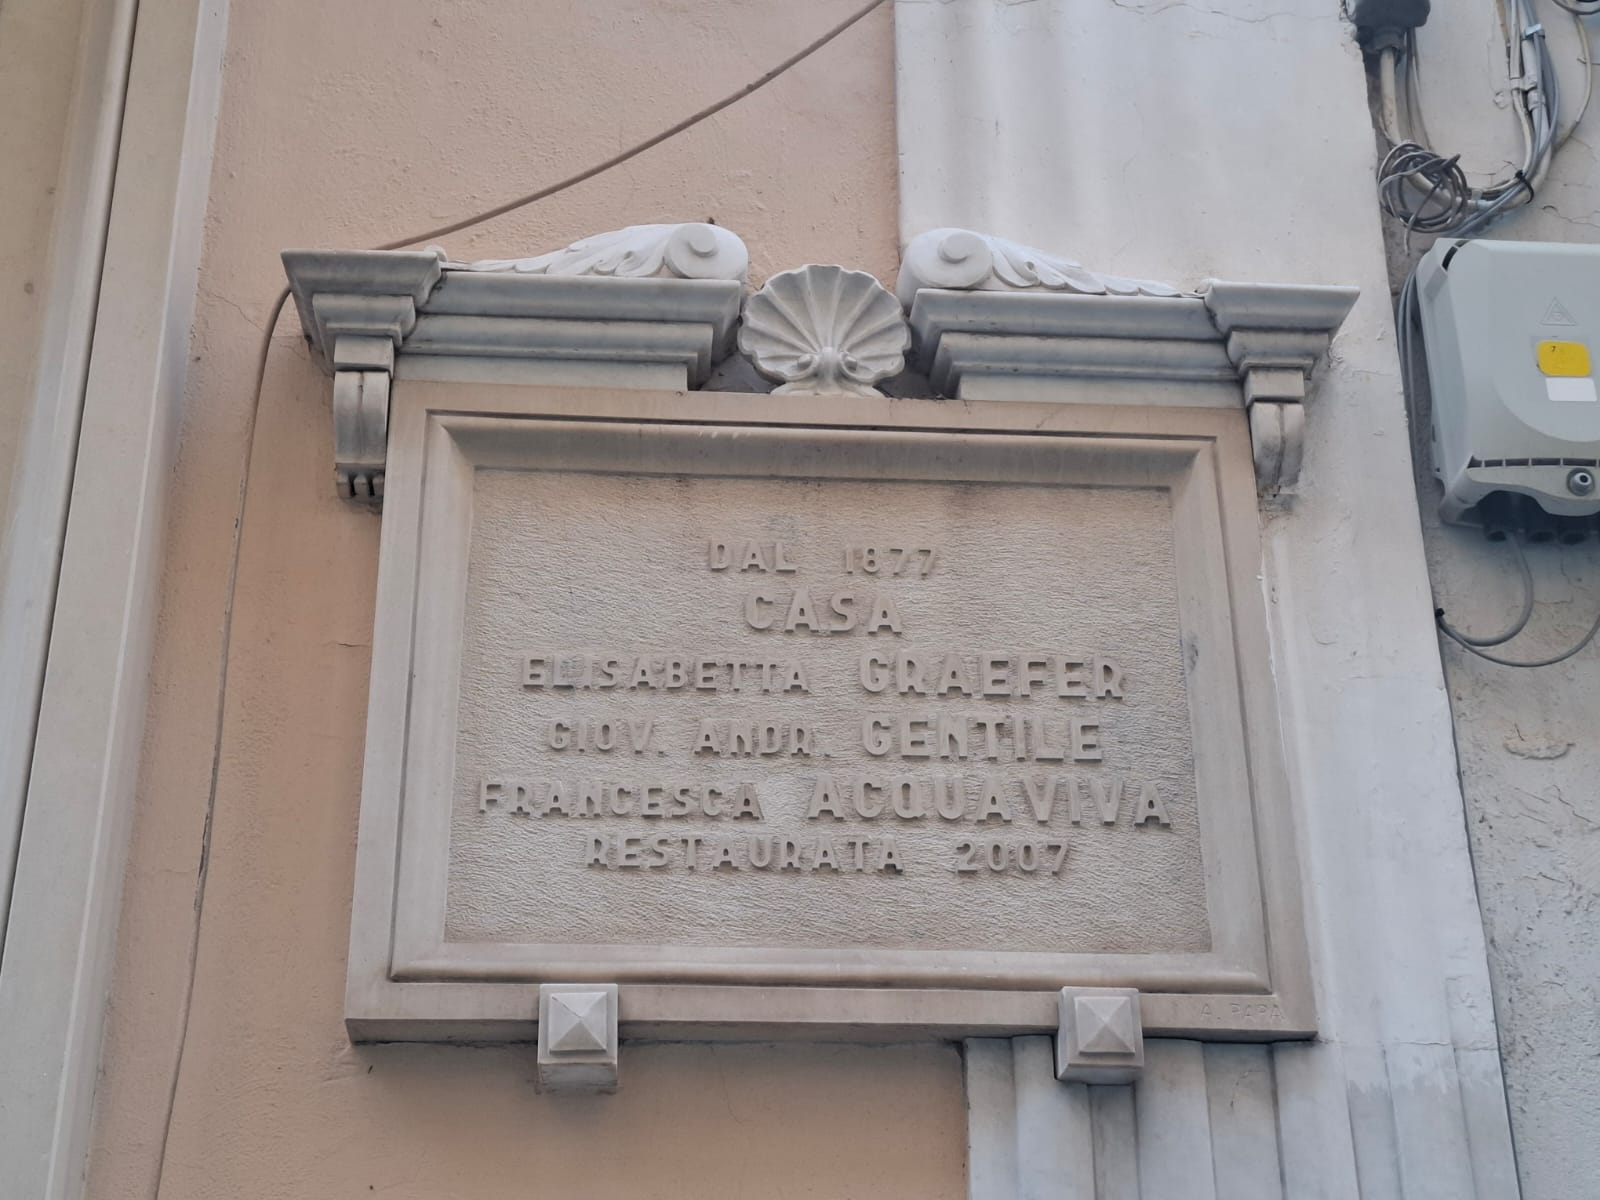 DAL 1877
CASA
ELISABETTA GRAEFER
GIOV. ANDR. GENTILE
FRANCESCA ACQUAVIVA
RESTAURATA 2007
A. PAPA